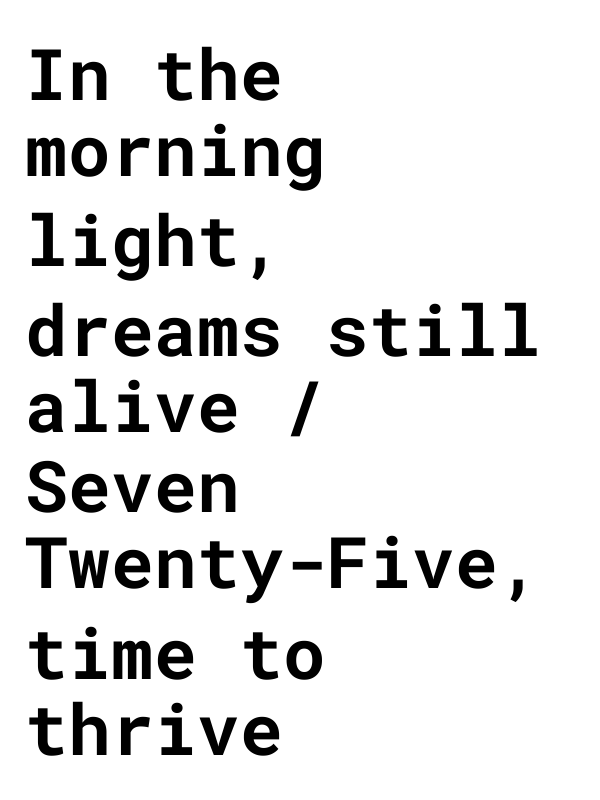 In the
morning
light,
dreams still
alive /
Seven
Twenty-Five,
time to
thrive